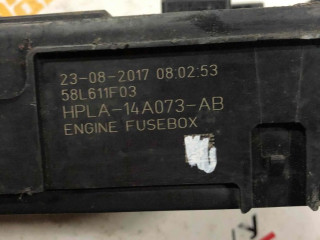 23-08-2017 08:02:53
58L611F03
HPLA-14A073-AB
ENGINE FUSEBOX